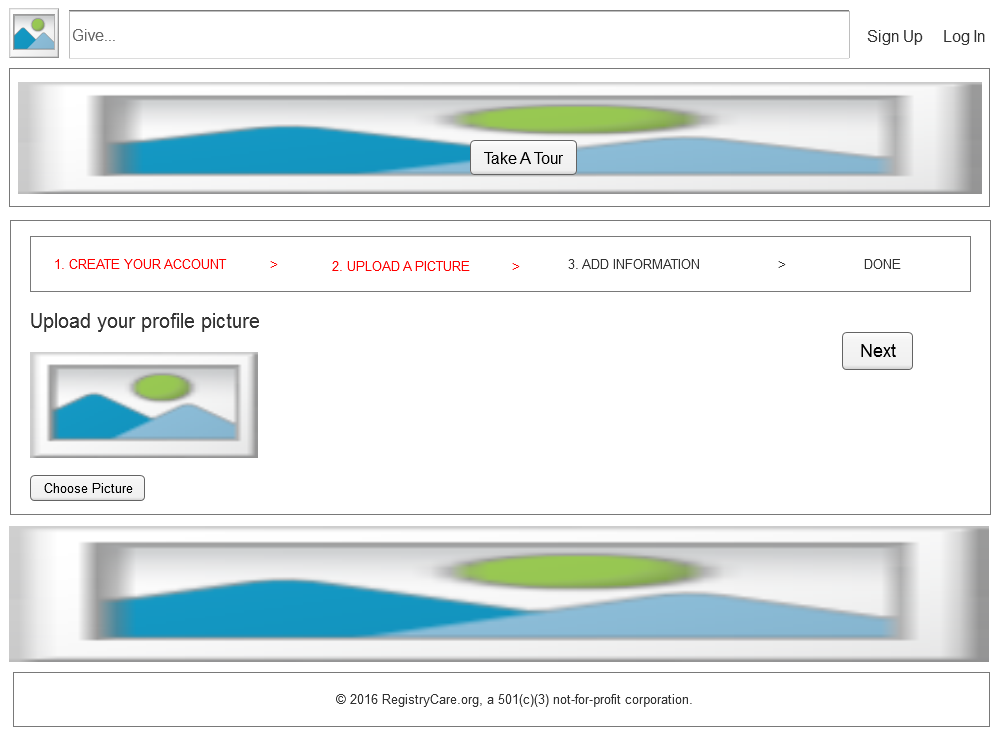 Give...
Sign Up
Log In
Take A Tour
1. CREATE YOUR ACCOUNT > 2. UPLOAD A PICTURE > 3. ADD INFORMATION > DONE
Upload your profile picture
Next
Choose Picture
© 2016 RegistryCare.org, a 501(c)(3) not-for-profit corporation.